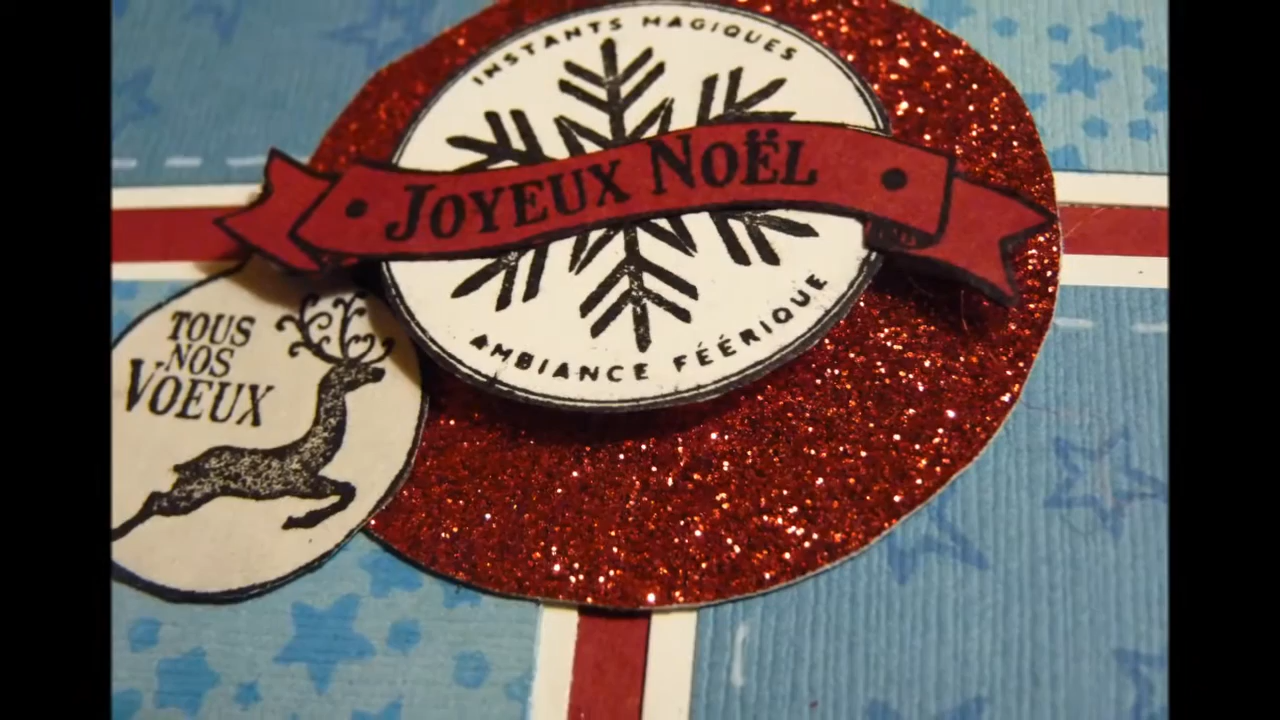 INSTANTS MAGIQUES
JOYEUX NOËL
AMBIANCE FÉÉRIQUE
TOUS
NOS
VOEUX